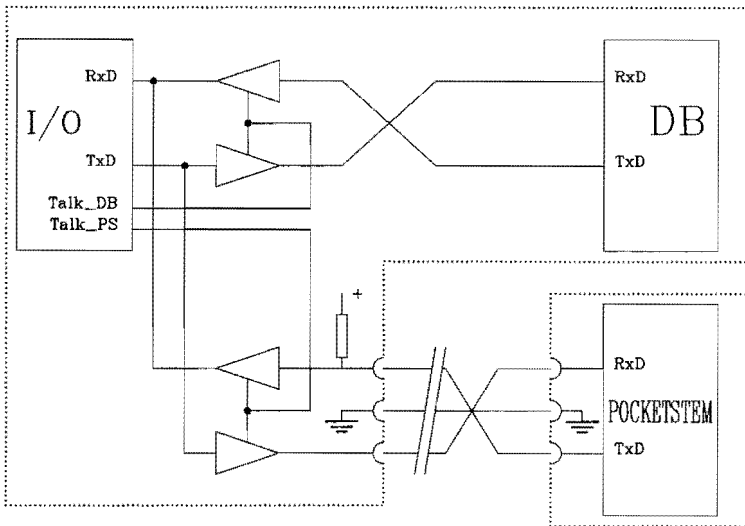 RxD
I/O
TxD
Talk_DB
Talk_PS
RxD
DB
TxD
+
RxD
POCKETSTEM
TxD